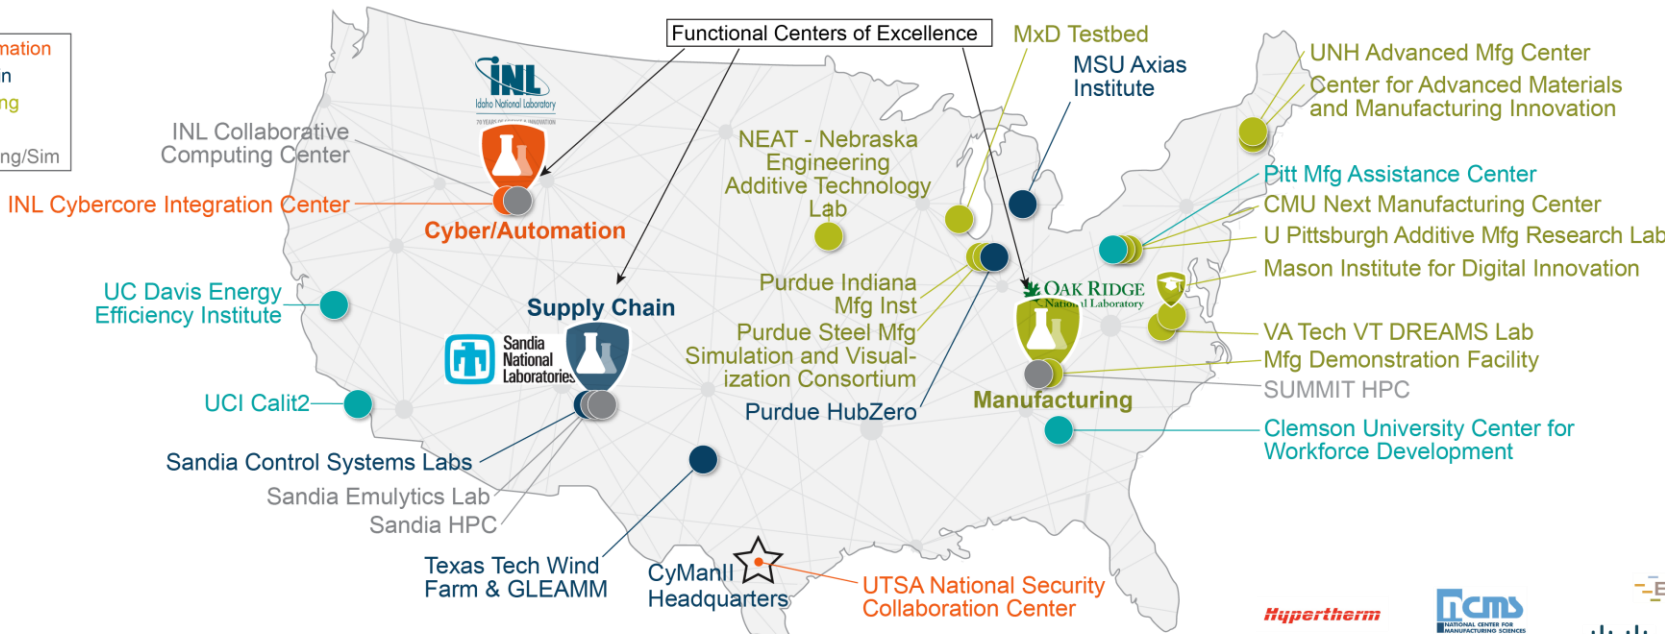 mation
in
ng
ng/Sim
Functional Centers of Excellence
INL
Idaho National Laboratory
INL Collaborative
Computing Center
INL Cybercore Integration Center
Cyber/Automation
UC Davis Energy
Efficiency Institute
Supply Chain
Sandia
National
Laboratories
UCI Calit2
Sandia Control Systems Labs
Sandia Emulytics Lab
Sandia HPC
Texas Tech Wind
Farm & GLEAMM
CyManII
Headquarters
UTSA National Security
Collaboration Center
NEAT - Nebraska
Engineering
Additive Technology
Lab
Purdue Indiana
Mfg Inst
Purdue Steel Mfg
Simulation and Visual-
ization Consortium
Purdue HubZero
MxD Testbed
MSU Axias
Institute
OAK RIDGE
National Laboratory
Manufacturing
UNH Advanced Mfg Center
Center for Advanced Materials
and Manufacturing Innovation
Pitt Mfg Assistance Center
CMU Next Manufacturing Center
U Pittsburgh Additive Mfg Research Lab
Mason Institute for Digital Innovation
VA Tech VT DREAMS Lab
Mfg Demonstration Facility
SUMMIT HPC
Clemson University Center for
Workforce Development
Hypertherm
ncms
NATIONAL CENTER FOR
MANUFACTURING SCIENCES
E